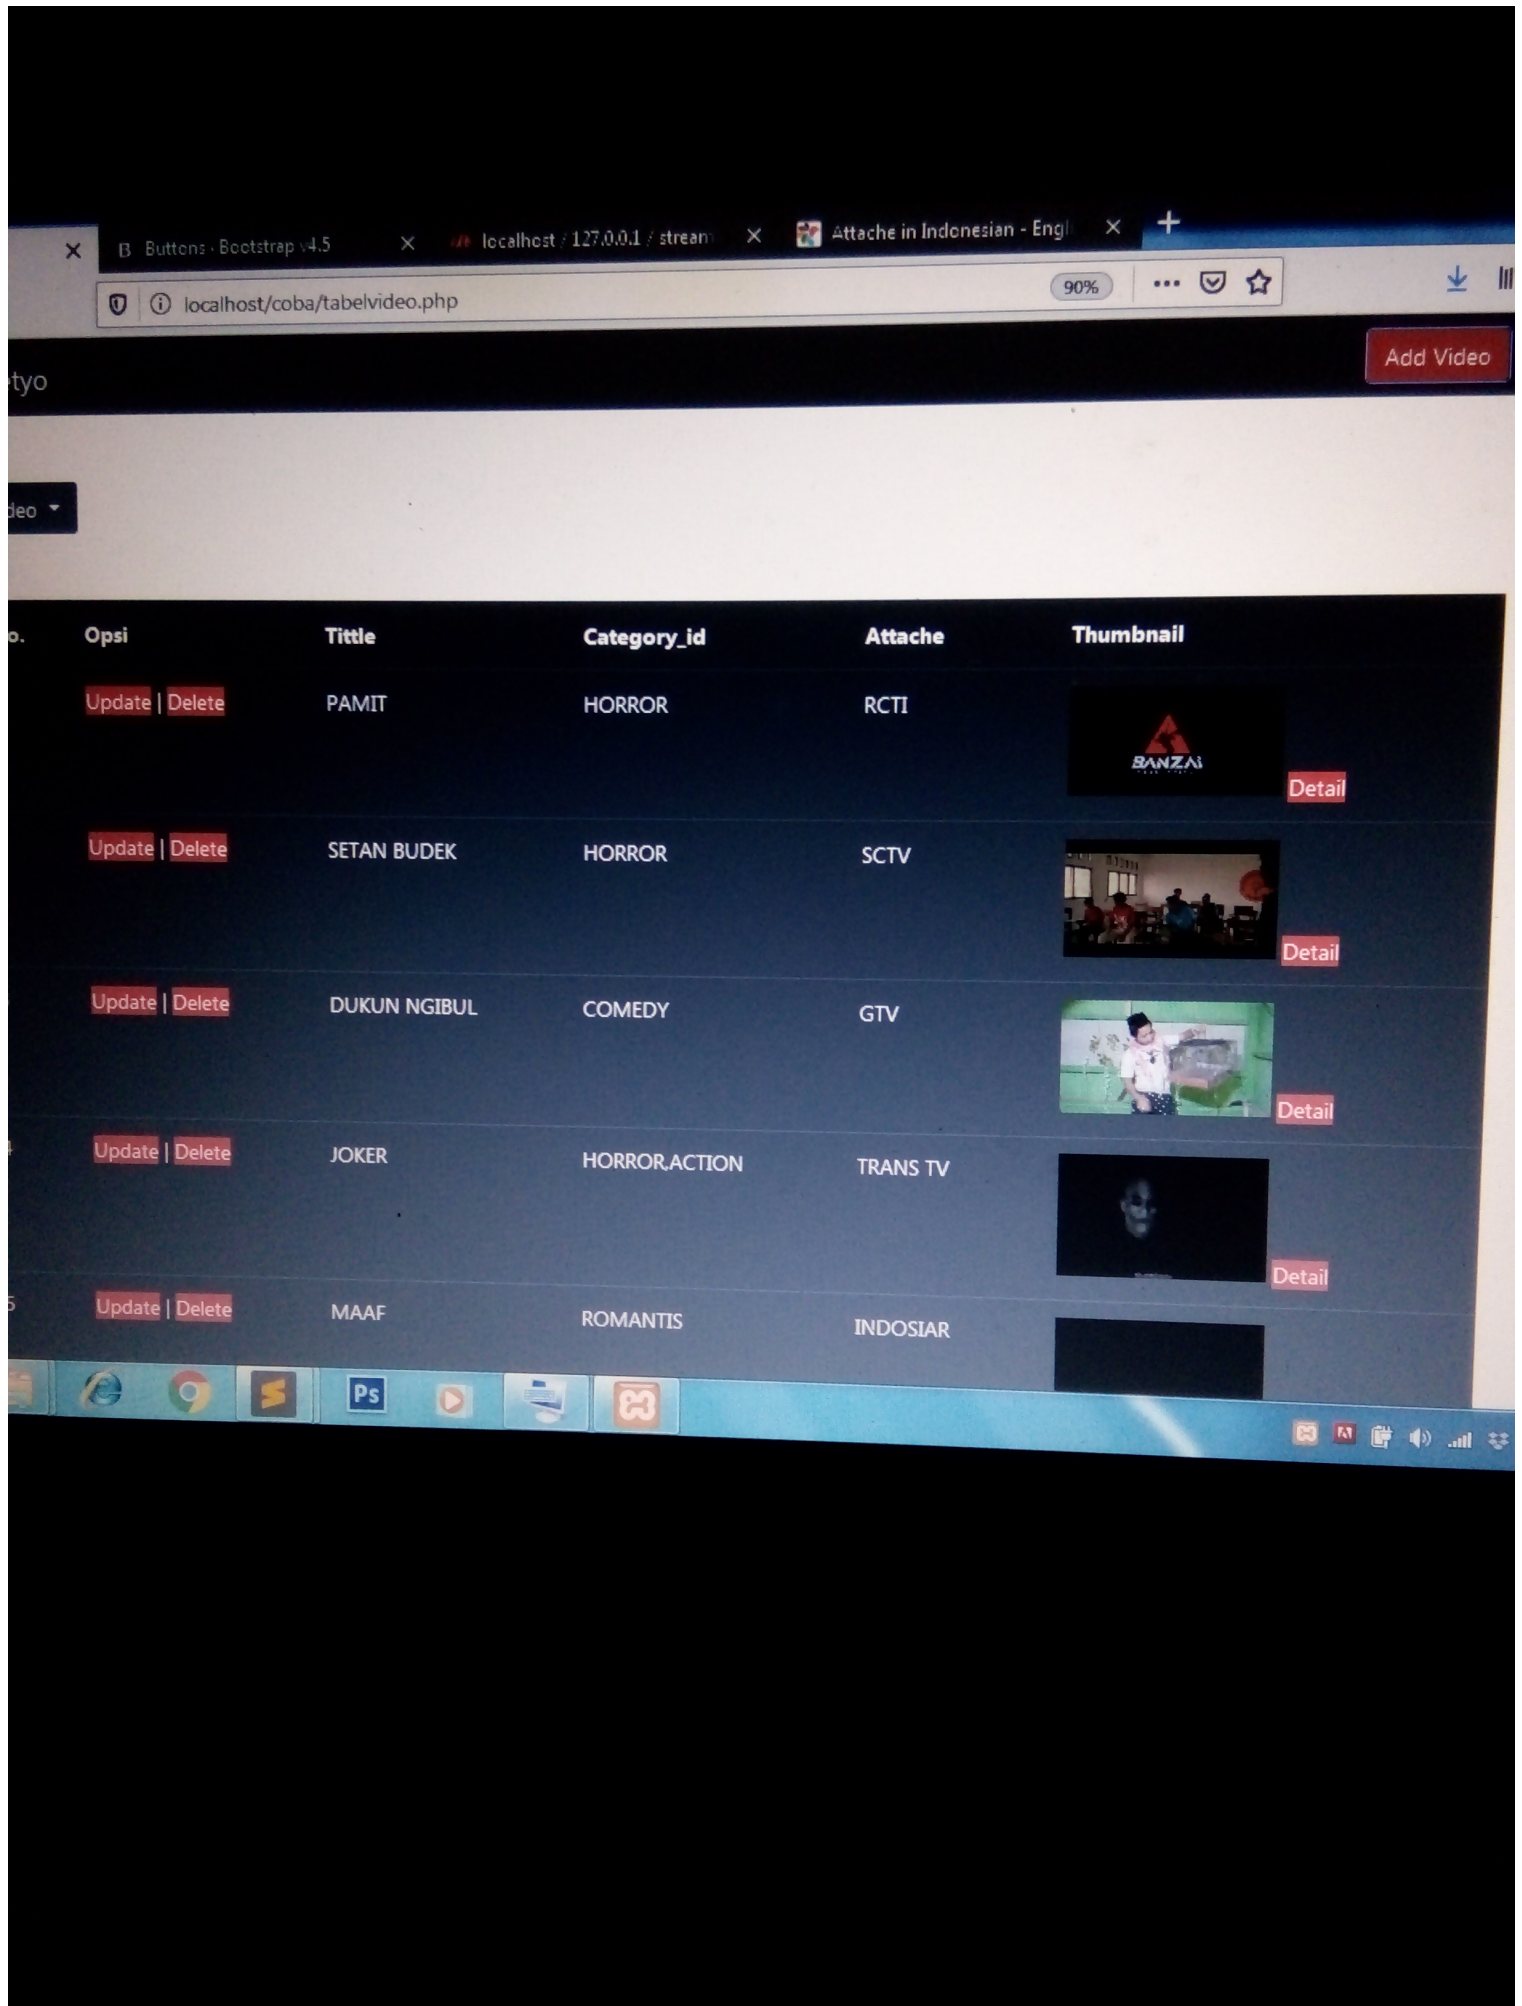 Buttons · Bootstrap v4.5
localhost / 127.0.0.1 / stream
Attache in Indonesian - Engl
localhost/coba/tabelvideo.php
90%
etyo
Add Video
deo
o. Opsi Tittle Category_id Attache Thumbnail
Update | Delete PAMIT HORROR RCTI
BANZAI
Detail
Update | Delete SETAN BUDEK HORROR SCTV
Detail
Update | Delete DUKUN NGIBUL COMEDY GTV
Detail
4 Update | Delete JOKER HORROR,ACTION TRANS TV
Detail
5 Update | Delete MAAF ROMANTIS INDOSIAR
Ps